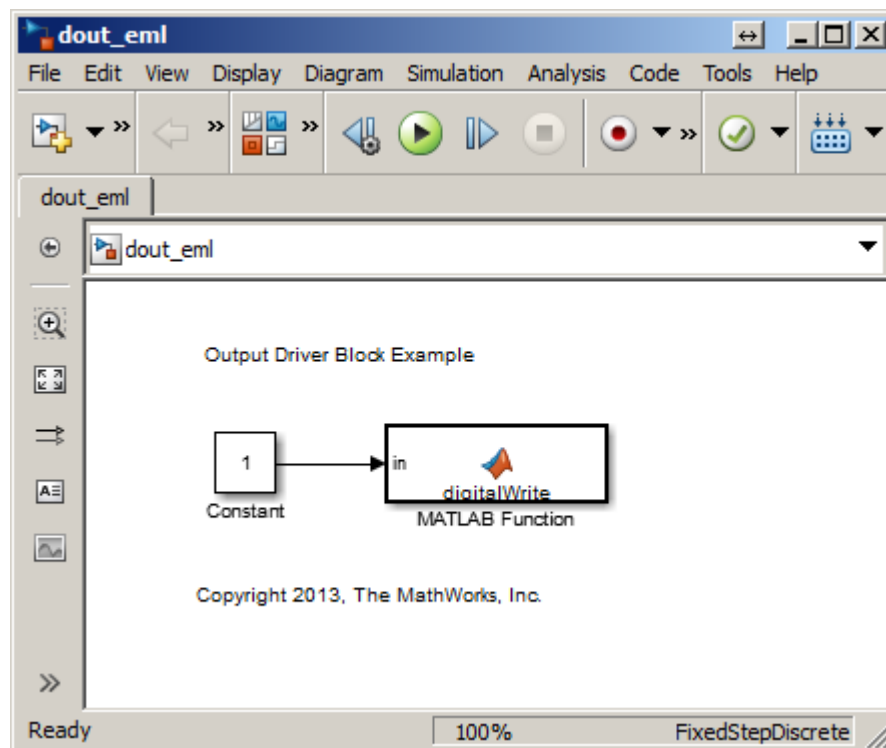 dout_eml
File Edit View Display Diagram Simulation Analysis Code Tools Help
dout_eml
dout_eml
Output Driver Block Example
1
in
digitalWrite
Constant
MATLAB Function
Copyright 2013, The MathWorks, Inc.
Ready 100% FixedStepDiscrete